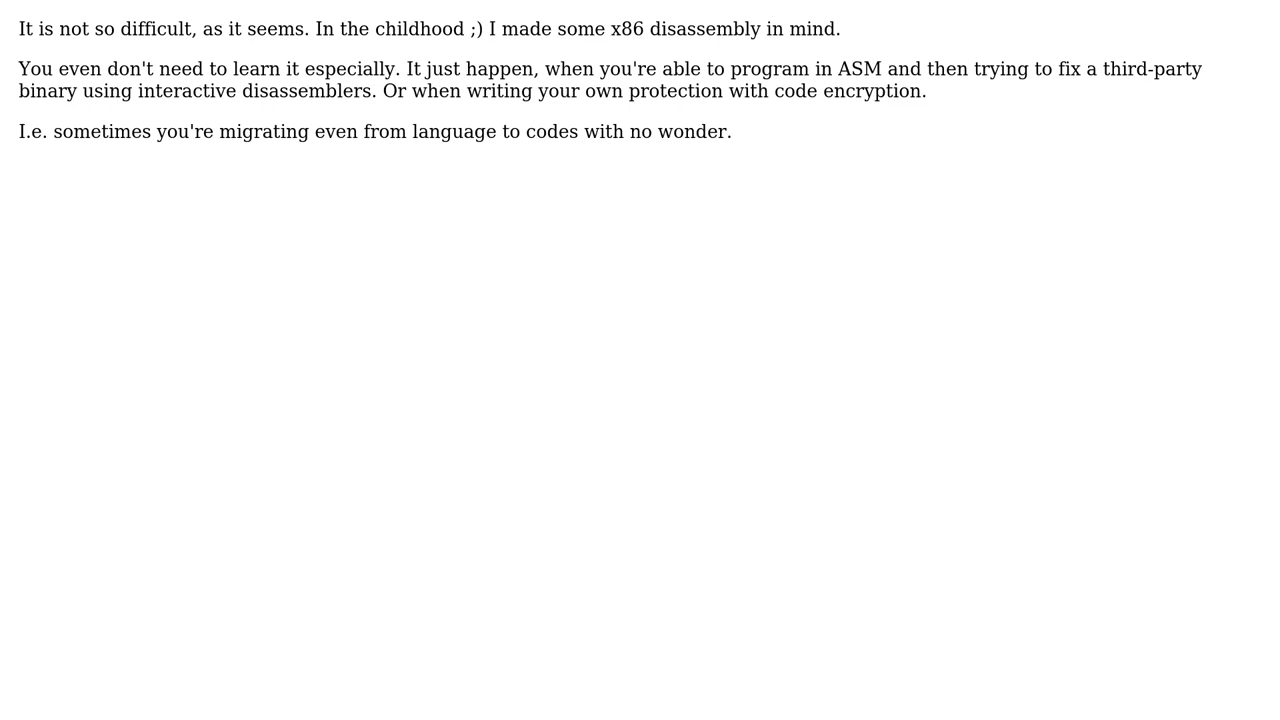 It is not so difficult, as it seems. In the childhood ;) I made some x86 disassembly in mind.
You even don't need to learn it especially. It just happen, when you're able to program in ASM and then trying to fix a third-party
binary using interactive disassemblers. Or when writing your own protection with code encryption.
I.e. sometimes you're migrating even from language to codes with no wonder.